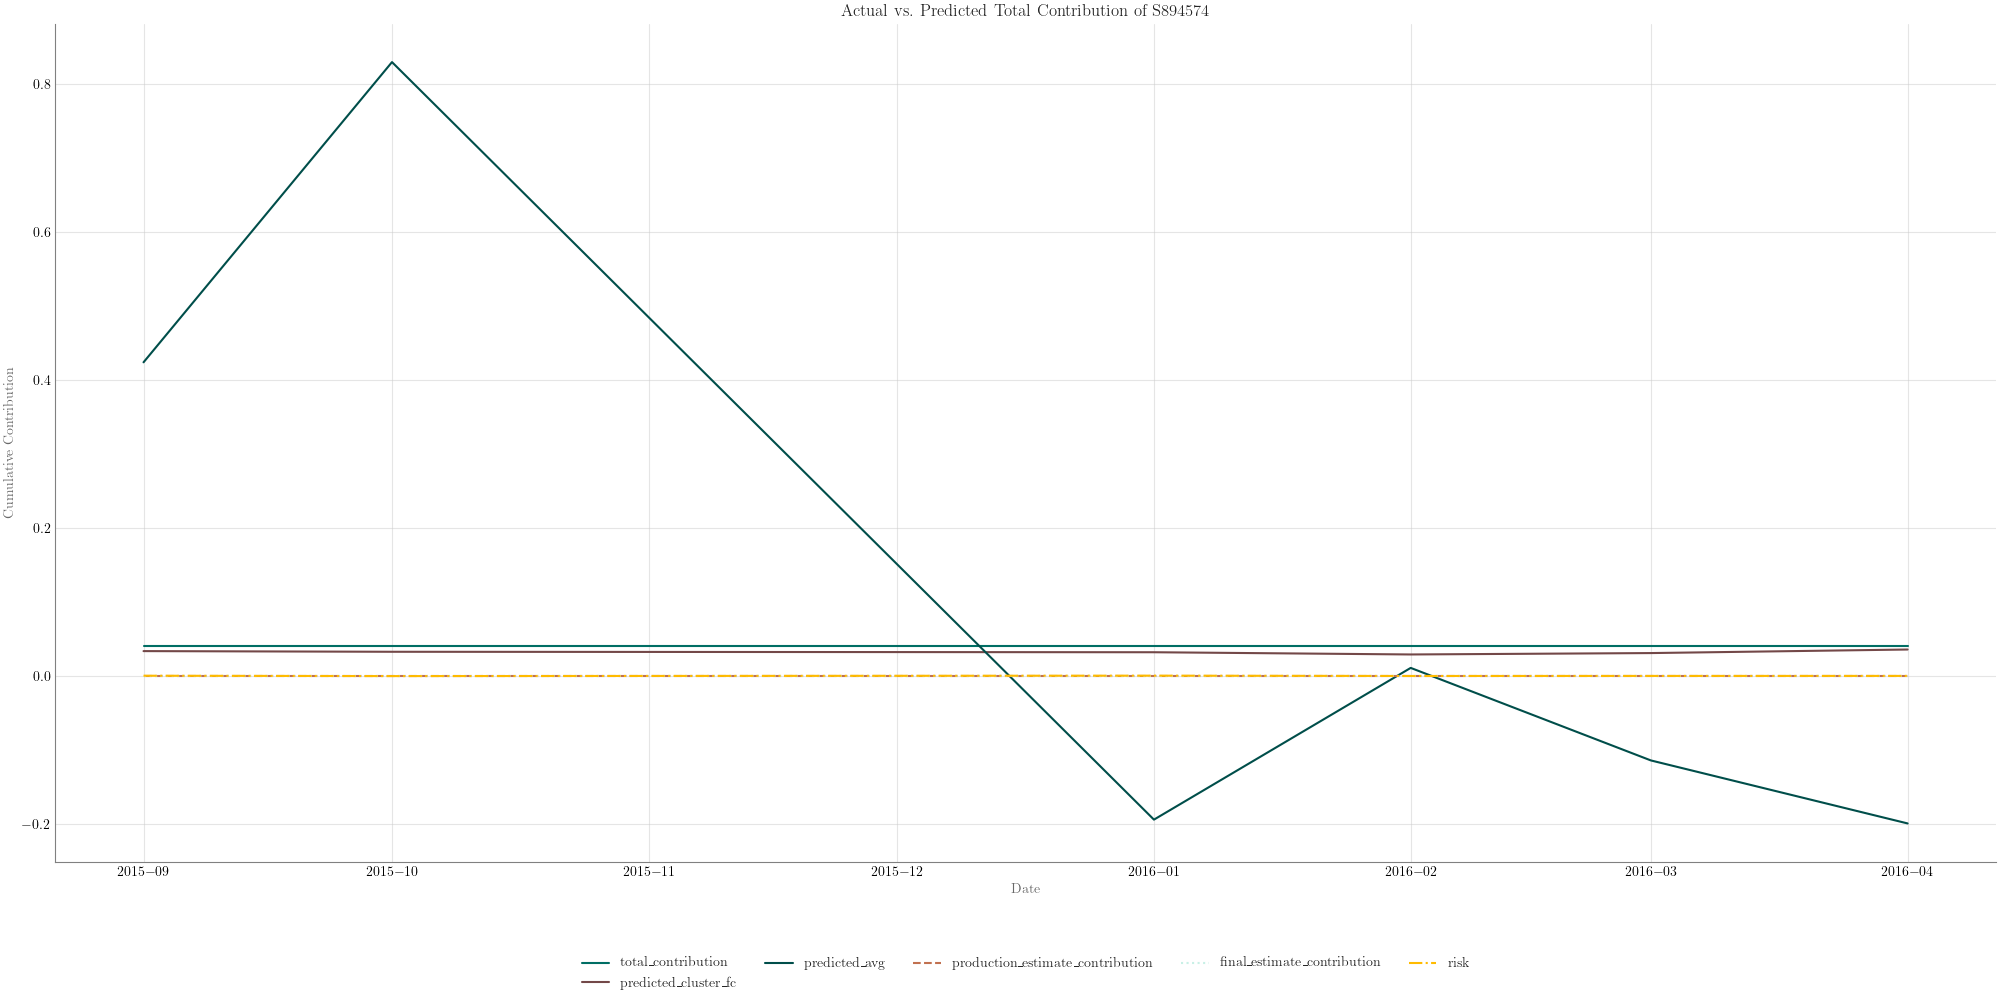 Actual vs. Predicted Total Contribution of S894574
Cumulative Contribution
0.8
0.6
0.4
0.2
0.0
−0.2
2015−09 2015−10 2015−11 2015−12 2016−01 2016−02 2016−03 2016−04
Date
total_contribution predicted_avg production_estimate_contribution final_estimate_contribution risk
predicted_cluster_fc